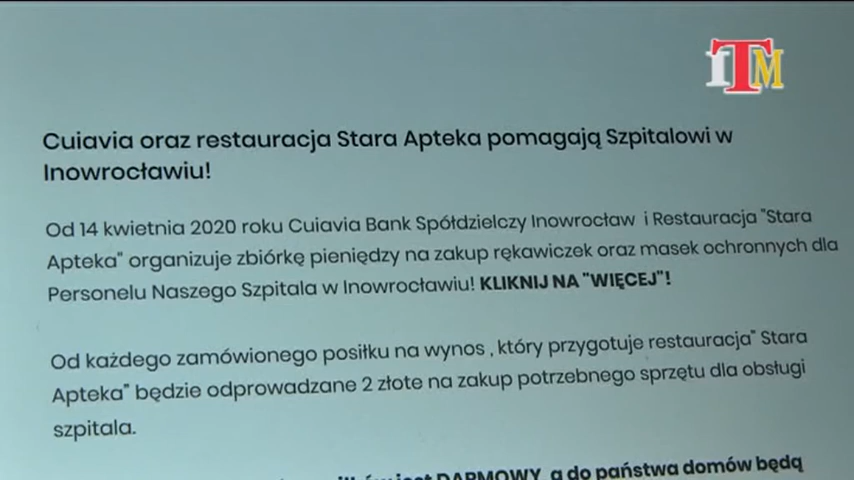 ITM
Cuiavia oraz restauracja Stara Apteka pomagają Szpitalowi w
Inowrocławiu!
Od 14 kwietnia 2020 roku Cuiavia Bank Spółdzielczy Inowrocław i Restauracja "Stara
Apteka" organizuje zbiórkę pieniędzy na zakup rękawiczek oraz masek ochronnych dla
Personelu Naszego Szpitala w Inowrocławiu! KLIKNIJ NA "WIĘCEJ"!
Od każdego zamówionego posiłku na wynos , który przygotuje restauracja" Stara
Apteka" będzie odprowadzane 2 złote na zakup potrzebnego sprzętu dla obsługi
szpitala.
jest DARMOWY a do państwa domów będą